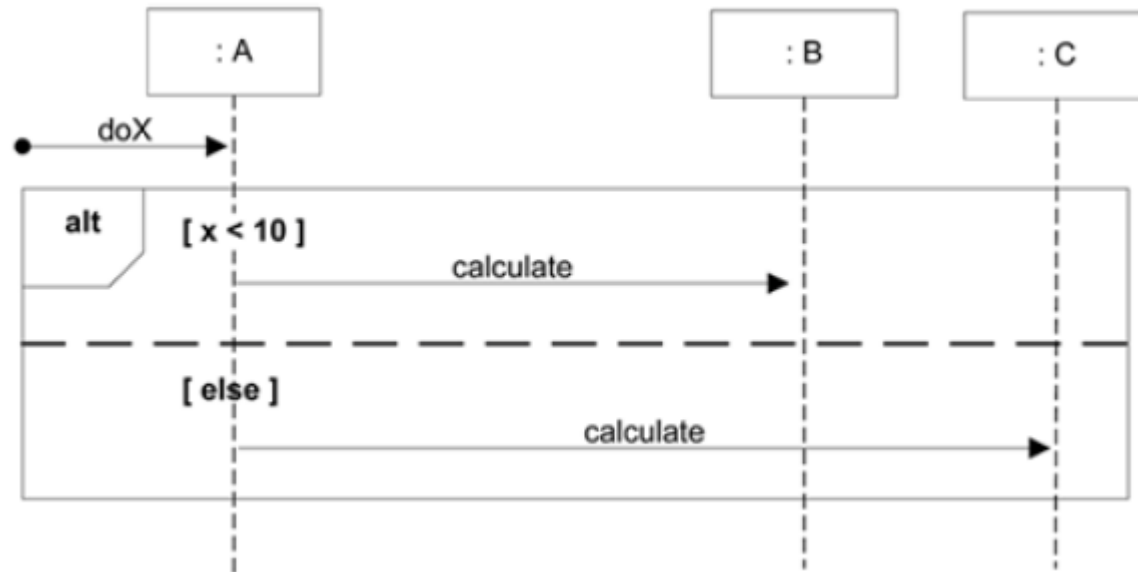 : A
: B
: C
doX
alt
[ x < 10 ]
calculate
[ else ]
calculate